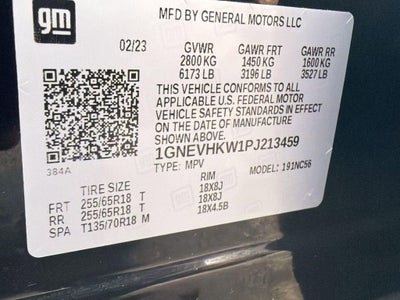 gm
MFD BY GENERAL MOTORS LLC
02/23 GVWR GAWR FRT GAWR RR
2800 KG 1450 KG 1600 KG
6173 LB 3196 LB 3527 LB
THIS VEHICLE CONFORMS TO ALL
APPLICABLE U.S. FEDERAL MOTOR
VEHICLE SAFETY STANDARDS IN EFFECT
ON THE DATE OF MANUFACTURE
SHOWN ABOVE.
384A
1GNEVHKW1PJ213459
TYPE: MPV MODEL: 191NC56
TIRE SIZE RIM
FRT 255/65R18 T 18X8J
RR 255/65R18 T 18X8J
SPA T135/70R18 M 18X4.5B